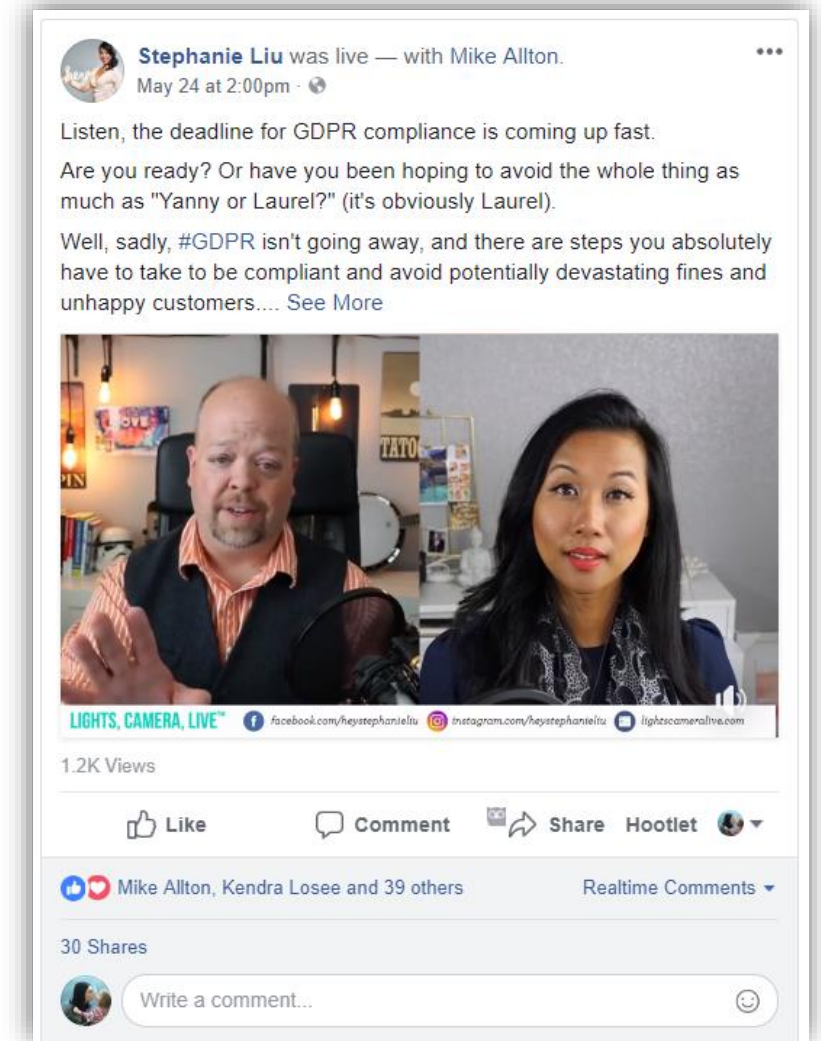 Stephanie Liu was live — with Mike Allton.
May 24 at 2:00pm ·
Listen, the deadline for GDPR compliance is coming up fast.
Are you ready? Or have you been hoping to avoid the whole thing as
much as "Yanny or Laurel?" (it's obviously Laurel).
Well, sadly, #GDPR isn't going away, and there are steps you absolutely
have to take to be compliant and avoid potentially devastating fines and
unhappy customers.... See More
LOVE
TATO
PIN
LIGHTS, CAMERA, LIVE™ facebook.com/heystephanieliu instagram.com/heystephanieliu lightscameralive.com
1.2K Views
Like Comment Share Hootlet
Mike Allton, Kendra Losee and 39 others Realtime Comments
30 Shares
Write a comment...